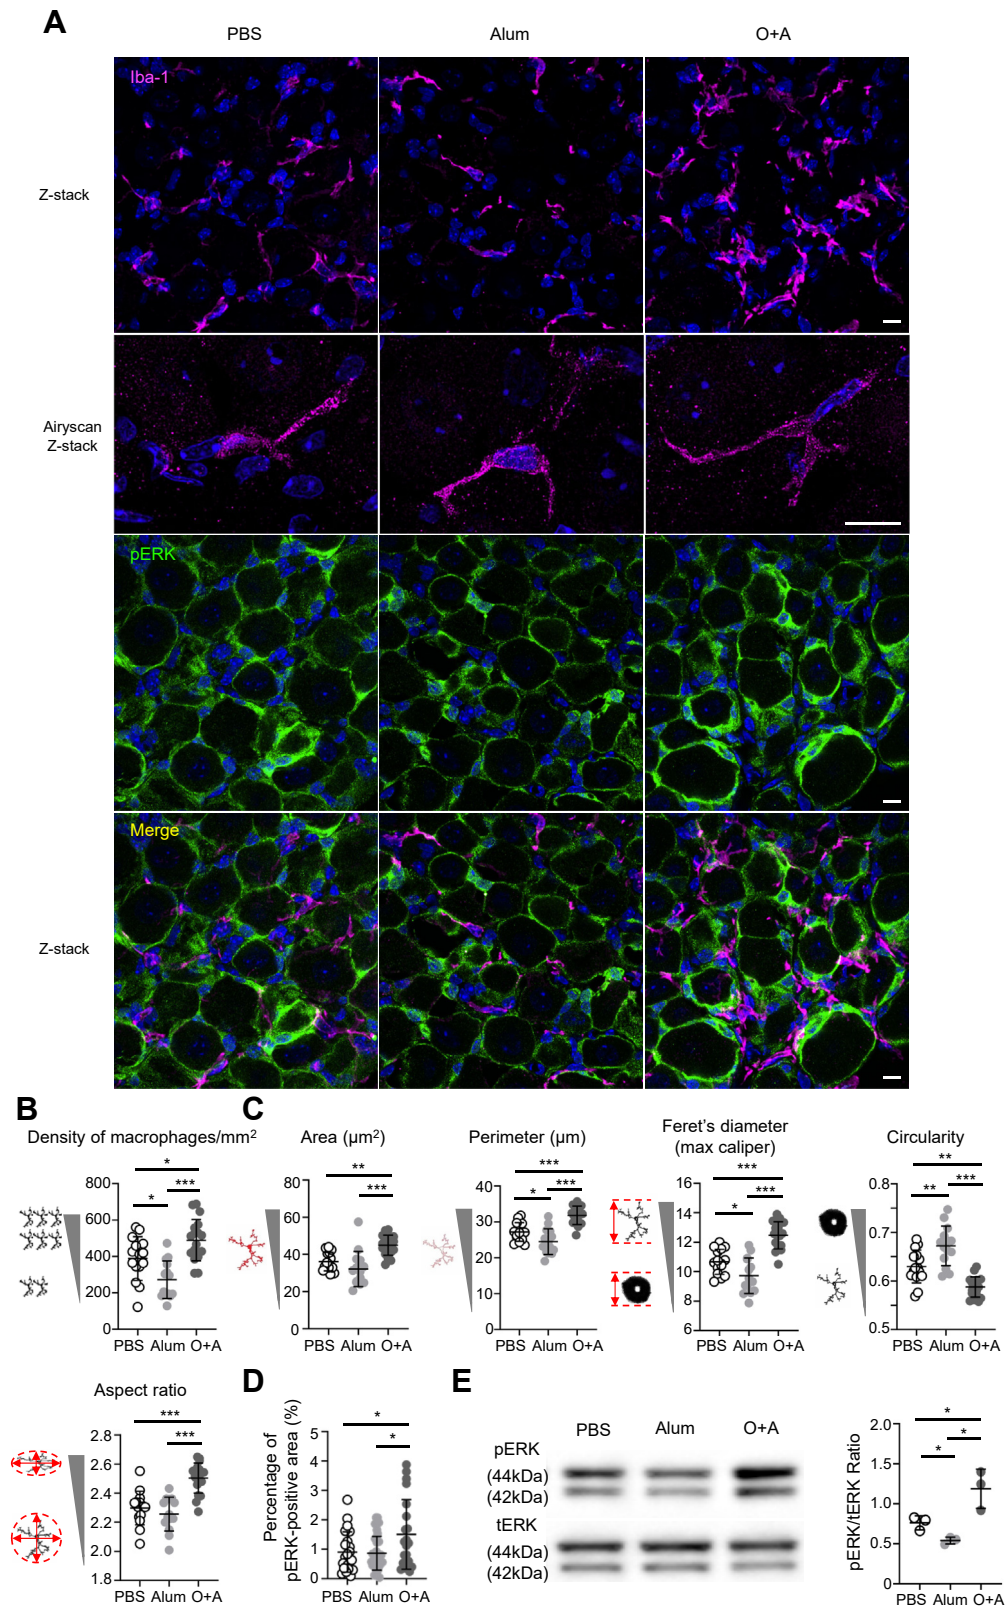 A
PBS
Alum
O+A
Iba-1
Z-stack
Airyscan
Z-stack
pERK
Merge
Z-stack
B
Density of macrophages/mm²
*
*
***
800
600
400
200
0
PBS Alum O+A
C
Area (µm²)
**
***
80
60
40
20
0
PBS Alum O+A
Perimeter (µm)
***
*
***
40
30
20
10
0
PBS Alum O+A
Feret's diameter
(max caliper)
***
*
***
16
14
12
10
8
6
PBS Alum O+A
Circularity
**
**
***
0.8
0.7
0.6
0.5
PBS Alum O+A
Aspect ratio
***
***
2.8
2.6
2.4
2.2
2.0
1.8
PBS Alum O+A
D
Percentage of
pERK-positive area (%)
*
*
5
4
3
2
1
0
PBS Alum O+A
E
PBS
Alum
O+A
pERK
(44kDa)
(42kDa)
tERK
(44kDa)
(42kDa)
pERK/tERK Ratio
*
*
*
2.0
1.5
1.0
0.5
0
PBS Alum O+A